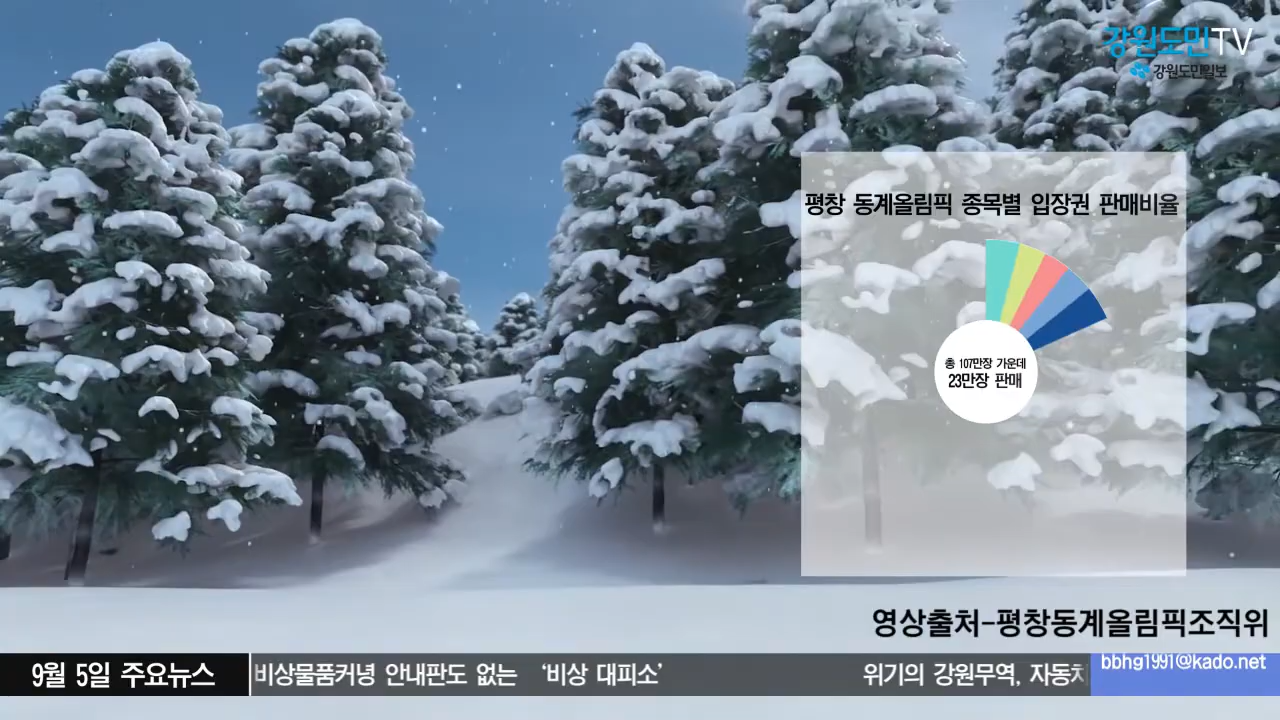 강원도민TV
강원도민일보
평창 동계올림픽 종목별 입장권 판매비율
총 107만장 가운데
23만장 판매
영상출처-평창동계올림픽조직위
9월 5일 주요뉴스
비상물품커녕 안내판도 없는 ‘비상 대피소’
위기의 강원무역, 자동차
bbhg1991@kado.net